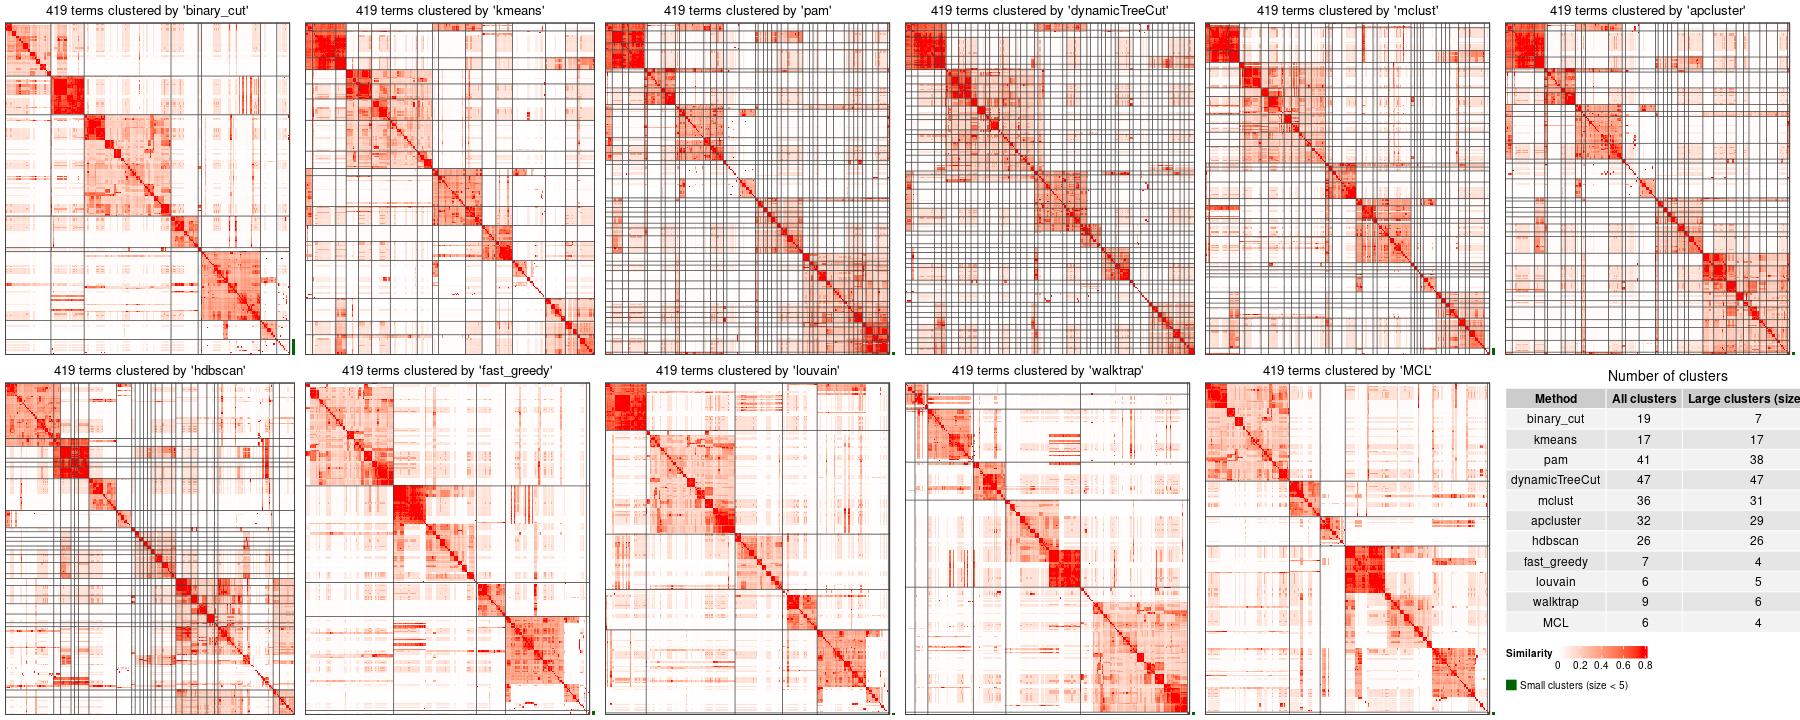 419 terms clustered by 'binary_cut'
419 terms clustered by 'kmeans'
419 terms clustered by 'pam'
419 terms clustered by 'dynamicTreeCut'
419 terms clustered by 'mclust'
419 terms clustered by 'apcluster'
419 terms clustered by 'hdbscan'
419 terms clustered by 'fast_greedy'
419 terms clustered by 'louvain'
419 terms clustered by 'walktrap'
419 terms clustered by 'MCL'
Number of clusters
Method All clusters Large clusters (size
binary_cut 19 7
kmeans 17 17
pam 41 38
dynamicTreeCut 47 47
mclust 36 31
apcluster 32 29
hdbscan 26 26
fast_greedy 7 4
louvain 6 5
walktrap 9 6
MCL 6 4
Similarity
0 0.2 0.4 0.6 0.8
Small clusters (size < 5)